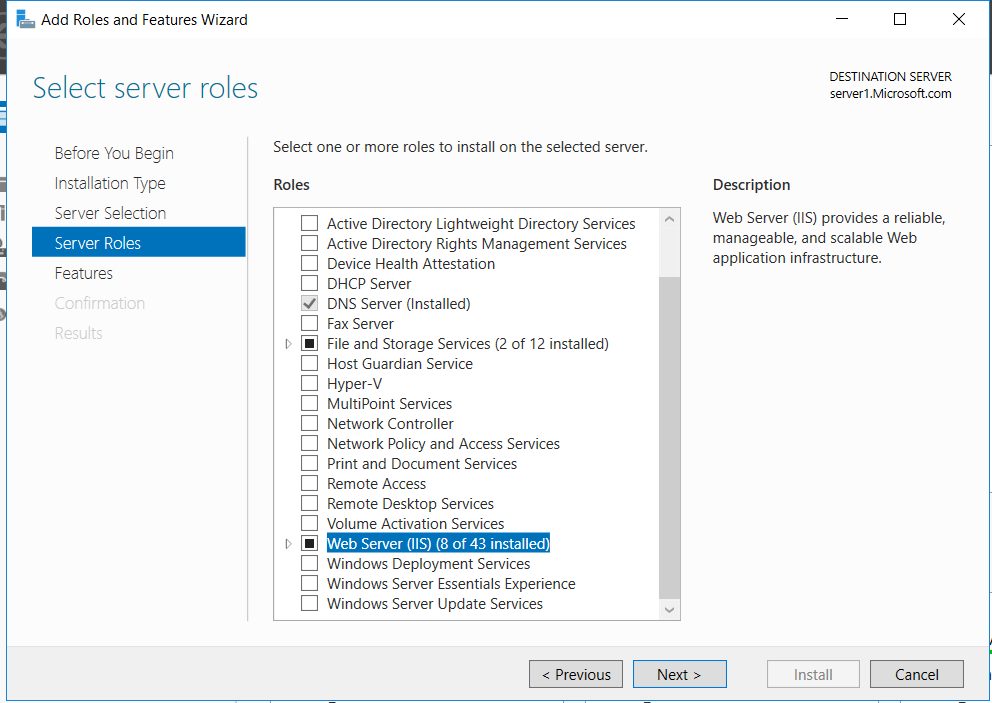 Add Roles and Features Wizard
Select server roles
DESTINATION SERVER
server1.Microsoft.com
Before You Begin
Installation Type
Server Selection
Server Roles
Features
Confirmation
Results
Select one or more roles to install on the selected server.
Roles
Active Directory Lightweight Directory Services
Active Directory Rights Management Services
Device Health Attestation
DHCP Server
DNS Server (Installed)
Fax Server
File and Storage Services (2 of 12 installed)
Host Guardian Service
Hyper-V
MultiPoint Services
Network Controller
Network Policy and Access Services
Print and Document Services
Remote Access
Remote Desktop Services
Volume Activation Services
Web Server (IIS) (8 of 43 installed)
Windows Deployment Services
Windows Server Essentials Experience
Windows Server Update Services
Description
Web Server (IIS) provides a reliable,
manageable, and scalable Web
application infrastructure.
< Previous
Next >
Install
Cancel